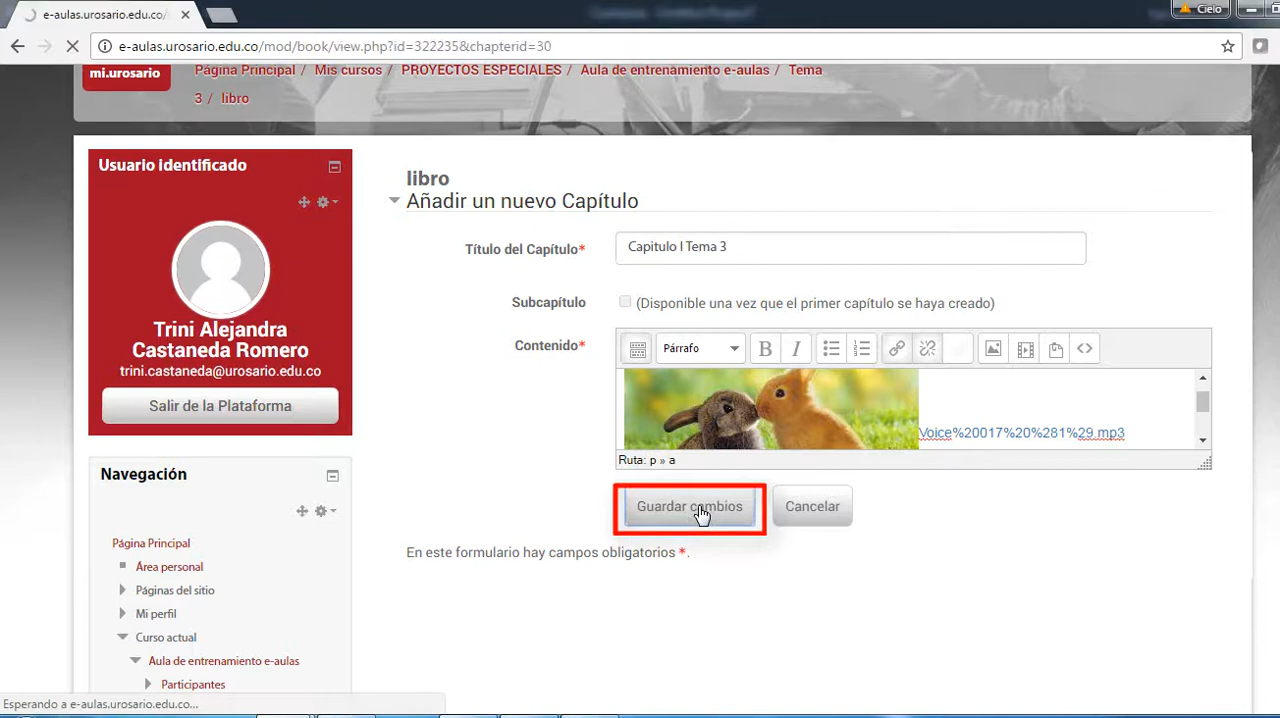 e-aulas.urosario.edu.co/
Cielo
e-aulas.urosario.edu.co/mod/book/view.php?id=322235&chapterid=30
mi.urosario
Página Principal / Mis cursos / PROYECTOS ESPECIALES / Aula de entrenamiento e-aulas / Tema
3 / libro
Usuario identificado
Trini Alejandra
Castaneda Romero
trini.castaneda@urosario.edu.co
Salir de la Plataforma
Navegación
Página Principal
Área personal
Páginas del sitio
Mi perfil
Curso actual
Aula de entrenamiento e-aulas
Participantes
libro
Añadir un nuevo Capítulo
Título del Capítulo*
Capitulo I Tema 3
Subcapítulo
(Disponible una vez que el primer capítulo se haya creado)
Contenido*
Párrafo
B I
Voice%20017%20%281%29.mp3
Ruta: p » a
Guardar cambios
Cancelar
En este formulario hay campos obligatorios *.
Esperando a e-aulas.urosario.edu.co...